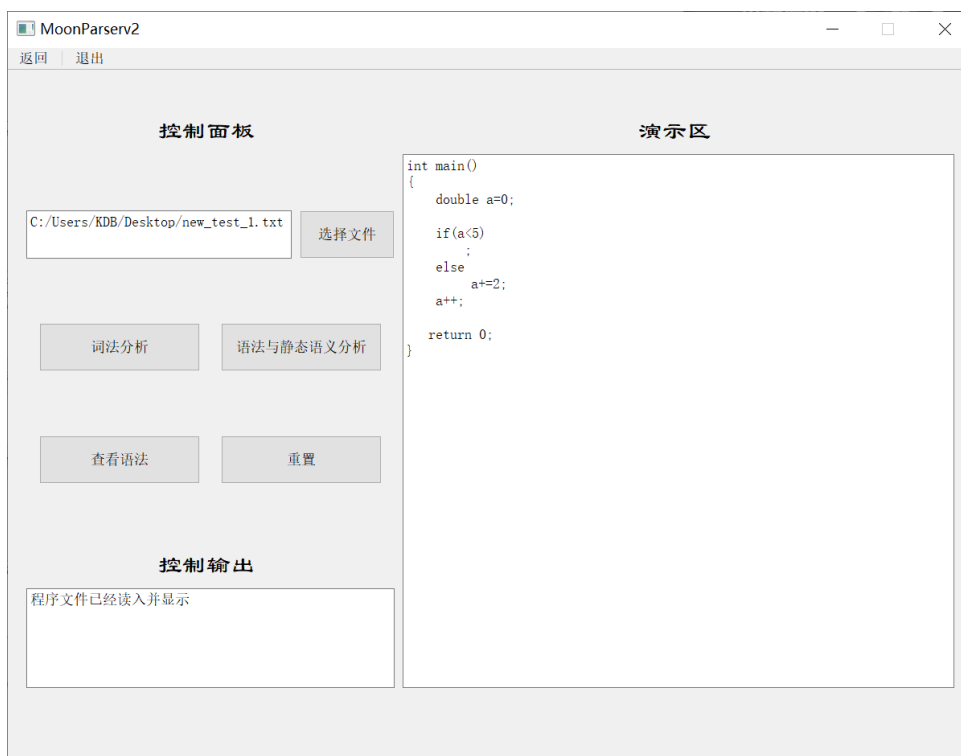 MoonParserv2
返回 退出
控制面板
C:/Users/KDB/Desktop/new_test_1.txt
选择文件
词法分析 语法与静态语义分析
查看语法 重置
控制输出
程序文件已经读入并显示
演示区
int main()
{
    double a=0;
    if(a<5)
        ;
    else
         a+=2;
    a++;
   return 0;
}